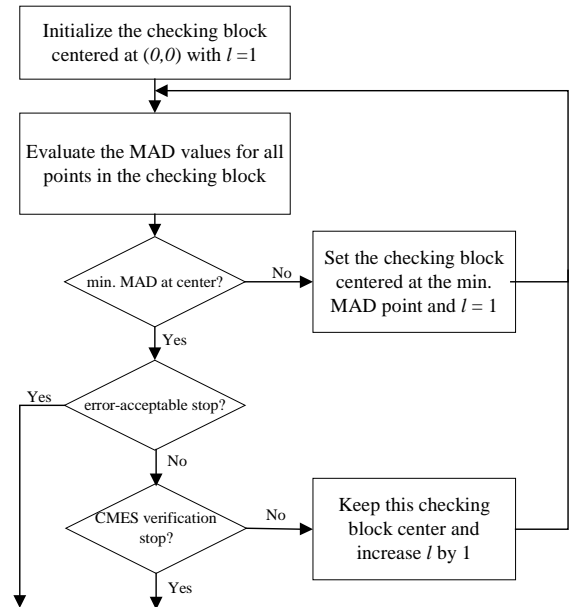 Initialize the checking block
centered at (0,0) with l =1
Evaluate the MAD values for all
points in the checking block
min. MAD at center?
No
Set the checking block
centered at the min.
MAD point and l = 1
Yes
Yes
error-acceptable stop?
No
CMES verification
stop?
No
Keep this checking
block center and
increase l by 1
Yes